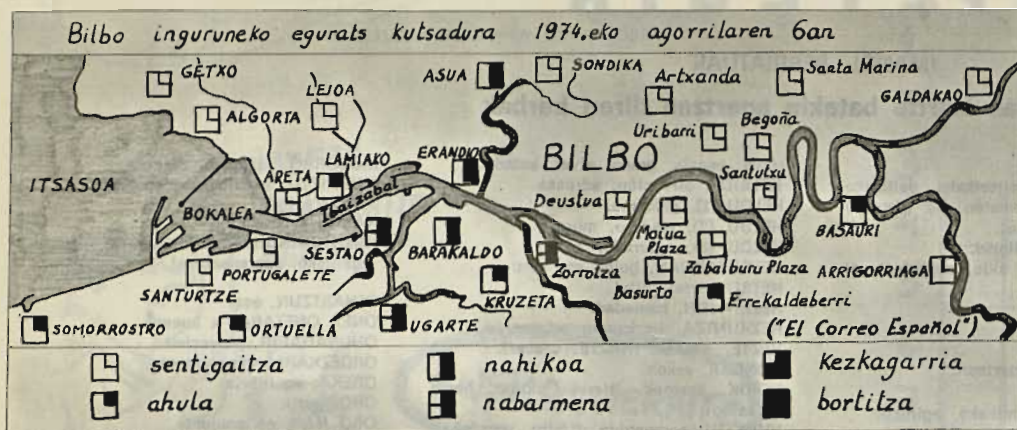 Bilbo inguruneko egurats kutsadura 1974.eko agorrilaren 6an
GETXO
ALGORTA
LEJOA
ASUA
SONDIKA
Artxanda
Santa Marina
GALDAKAO
Uribarri
Begoña
BILBO
Santutxu
ITSASOA
ARETA
LAMIAKO
ERANDIO
Ibaizabal
BOKALEA
Deustua
Moiua Plaza
BASAURI
SESTAO
BARAKALDO
Zorrotza
Zabalburu Plaza
PORTUGALETE
SANTURTZE
KRUZETA
Basurto
ARRIGORRIAGA
Errekaldeberri
SOMORROSTRO
ORTUELLA
UGARTE
("El Correo Español")
sentigaitza
nahikoa
kezkagarria
ahula
nabarmena
bortitza